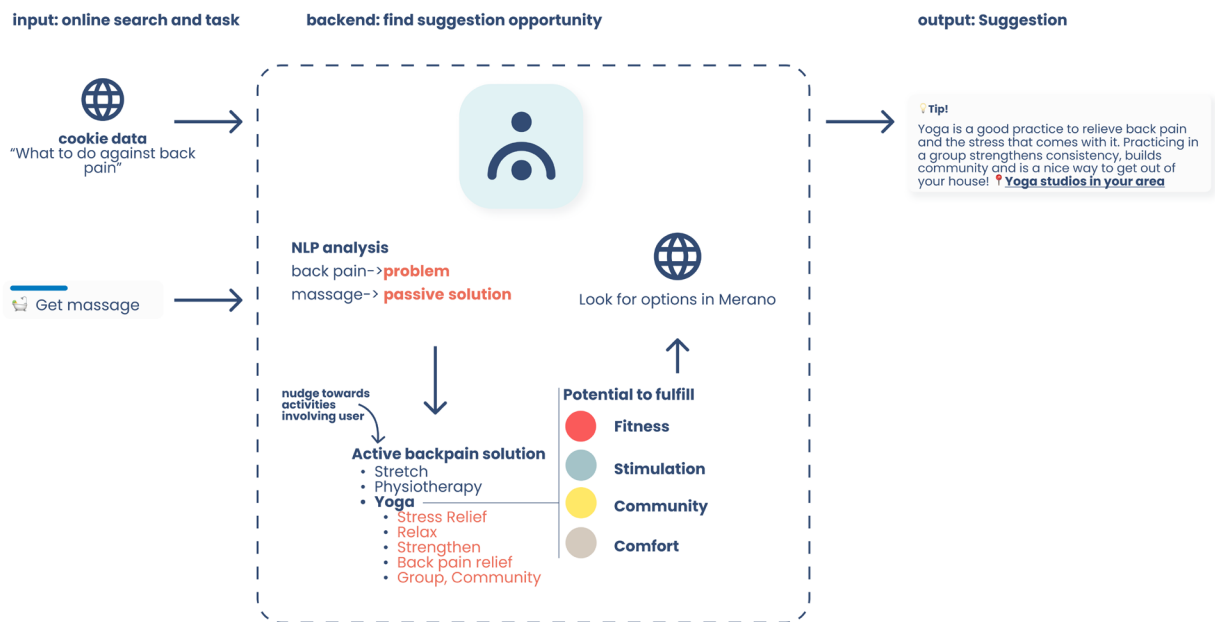 input: online search and task
backend: find suggestion opportunity
output: Suggestion
cookie data
“What to do against back
pain”
Get massage
NLP analysis
back pain->problem
massage-> passive solution
Look for options in Merano
nudge towards
activities
involving user
Active backpain solution
• Stretch
• Physiotherapy
• Yoga
• Stress Relief
• Relax
• Strengthen
• Back pain relief
• Group, Community
Potential to fulfill
Fitness
Stimulation
Community
Comfort
Tip!
Yoga is a good practice to relieve back pain
and the stress that comes with it. Practicing in
a group strengthens consistency, builds
community and is a nice way to get out of
your house! 📍Yoga studios in your area